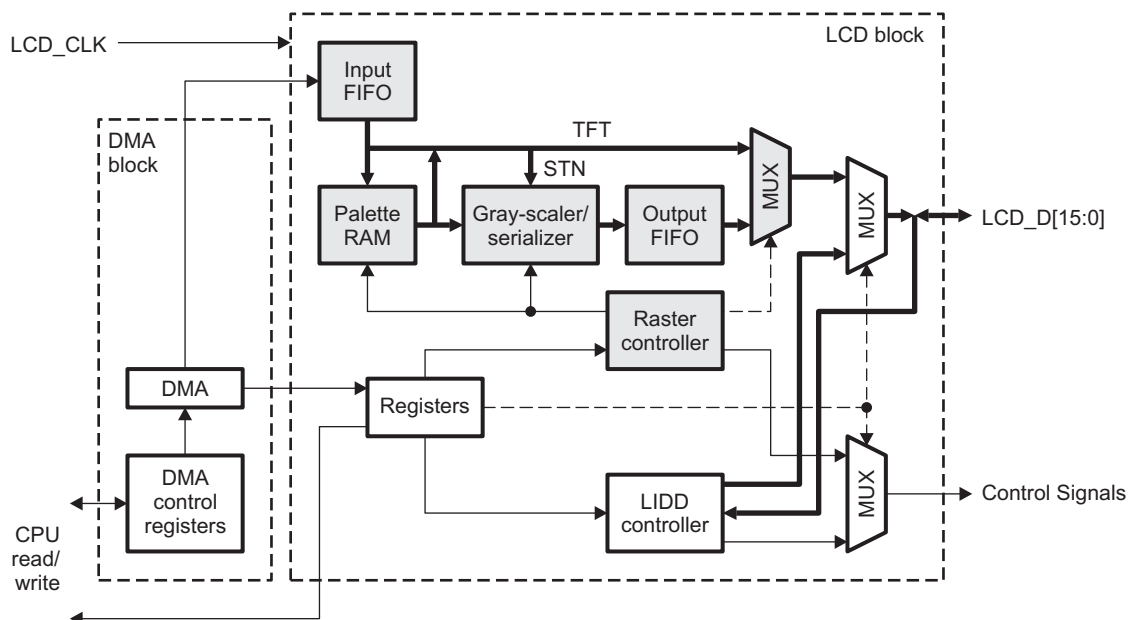 LCD_CLK
LCD block
Input
FIFO
DMA
block
TFT
STN
Palette
RAM
Gray-scaler/
serializer
Output
FIFO
MUX
MUX
LCD_D[15:0]
Raster
controller
DMA
Registers
DMA
control
registers
LIDD
controller
MUX
Control Signals
CPU
read/
write